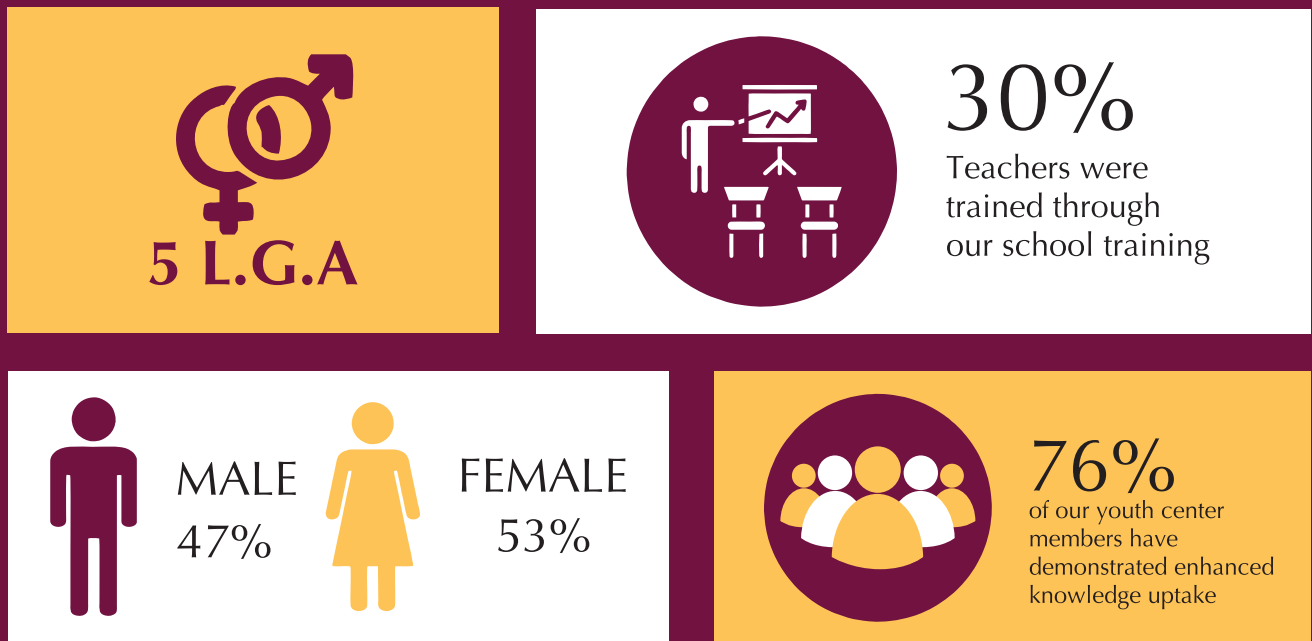 5 L.G.A
30%
Teachers were
trained through
our school training
MALE
47%
FEMALE
53%
76%
of our youth center
members have
demonstrated enhanced
knowledge uptake